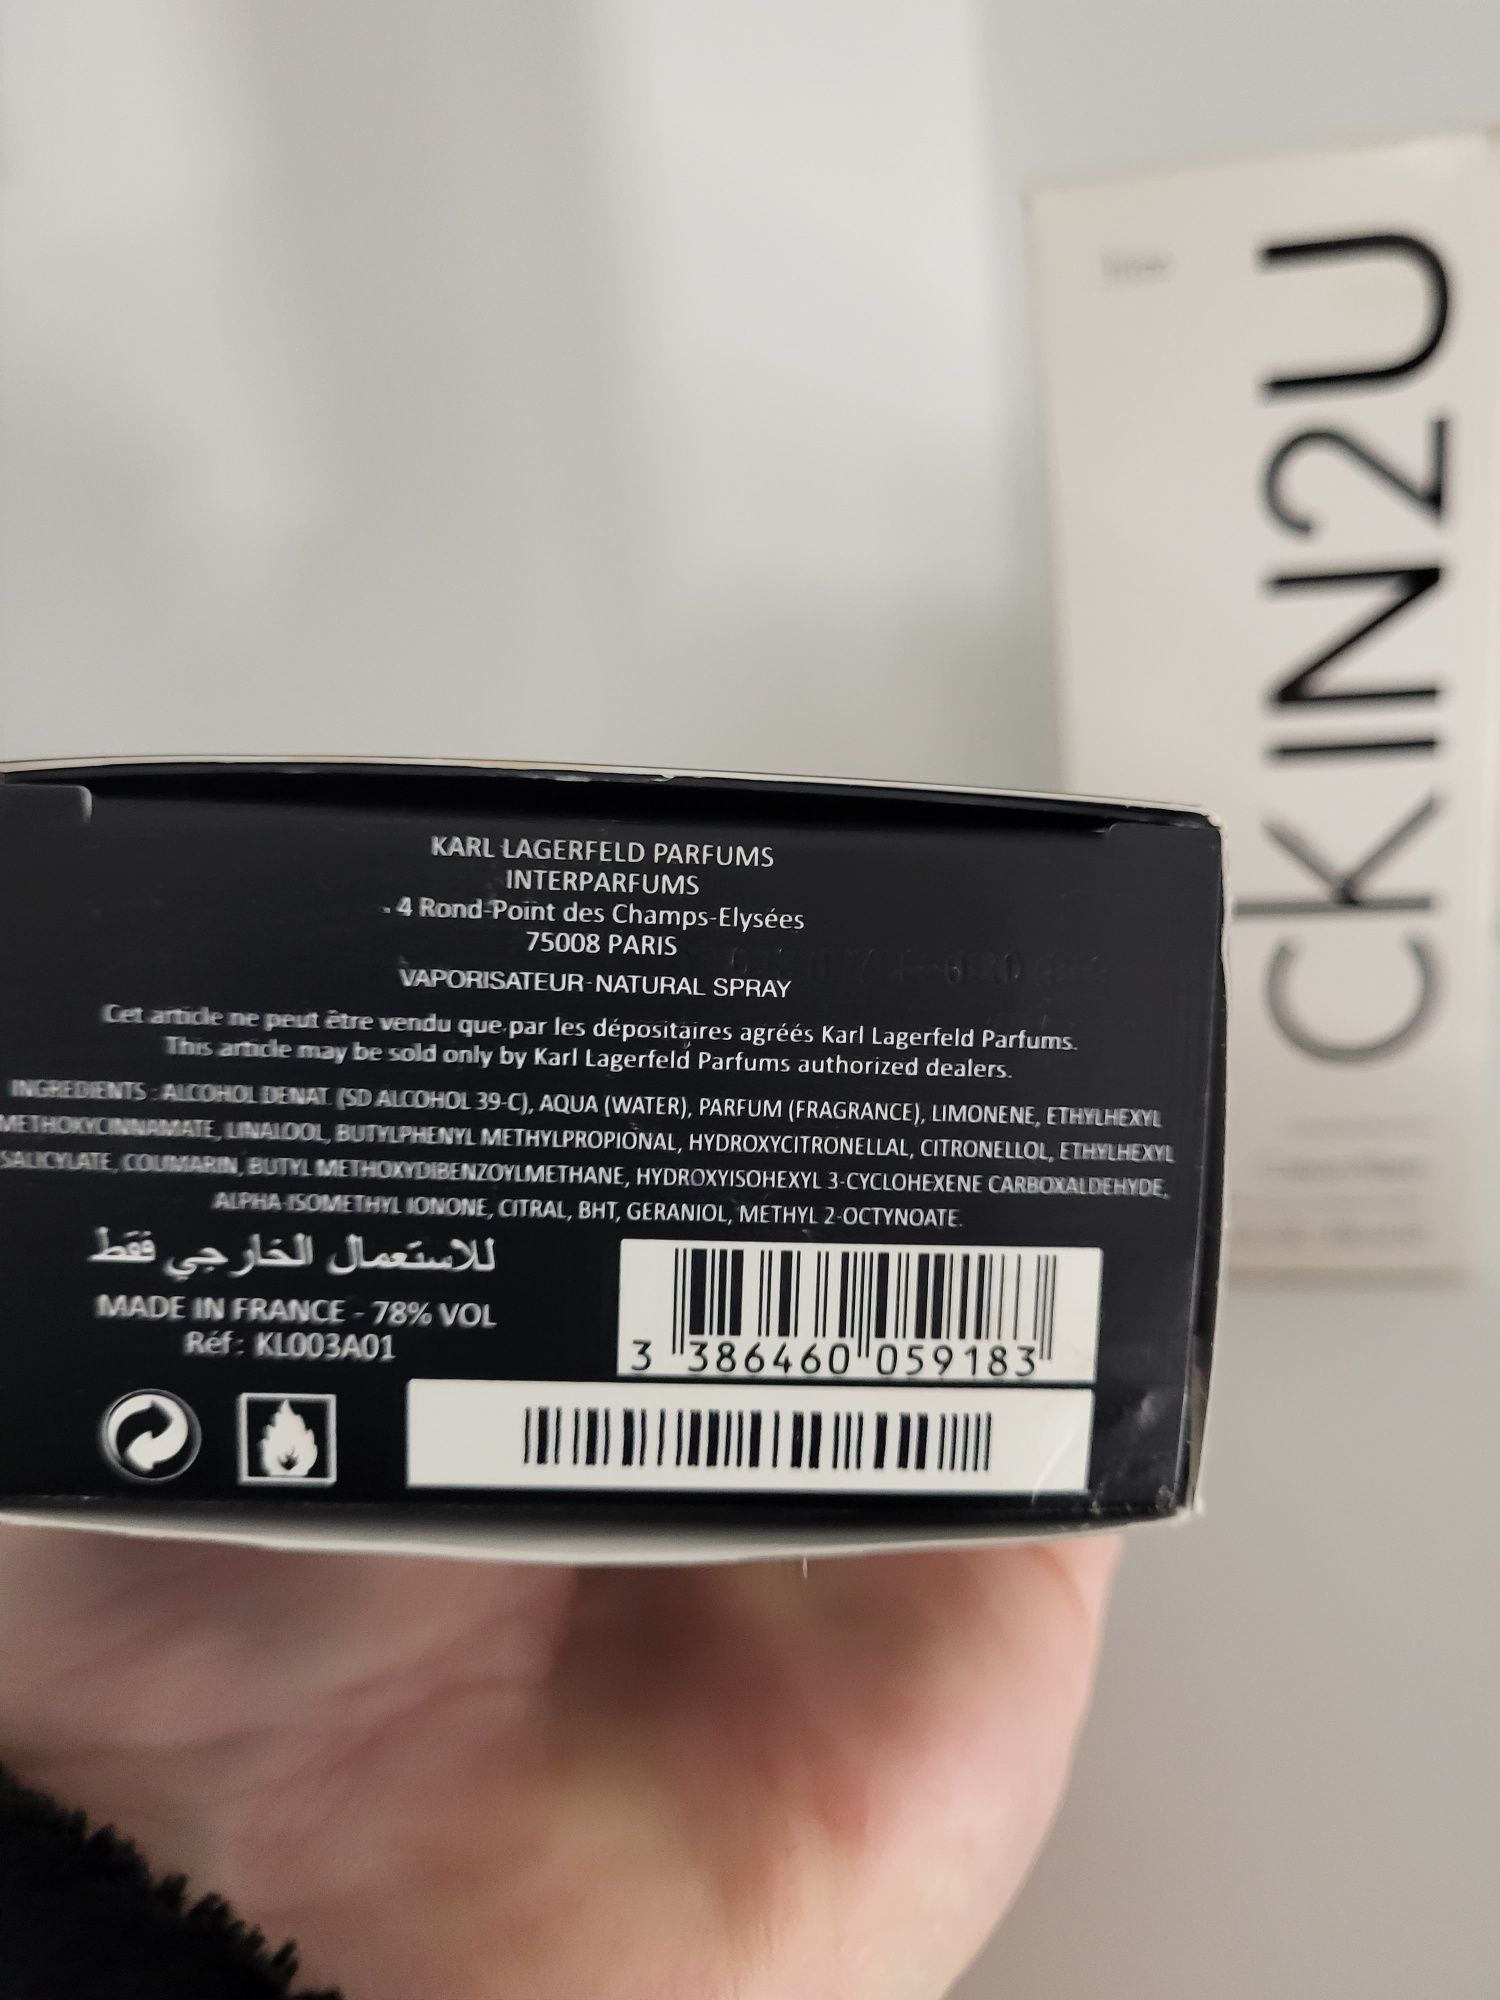 KARL LAGERFELD PARFUMS
INTERPARFUMS
4 Rond-Point des Champs-Elysées
75008 PARIS
VAPORISATEUR-NATURAL SPRAY
Cet article ne peut être vendu que par les dépositaires agréés Karl Lagerfeld Parfums.
This article may be sold only by Karl Lagerfeld Parfums authorized dealers.
INGREDIENTS : ALCOHOL DENAT. (SD ALCOHOL 39-C), AQUA (WATER), PARFUM (FRAGRANCE), LIMONENE, ETHYLHEXYL
METHOXYCINNAMATE, LINALOOL, BUTYLPHENYL METHYLPROPIONAL, HYDROXYCITRONELLAL, CITRONELLOL, ETHYLHEXYL
SALICYLATE, COUMARIN, BUTYL METHOXYDIBENZOYLMETHANE, HYDROXYISOHEXYL 3-CYCLOHEXENE CARBOXALDEHYDE,
ALPHA-ISOMETHYL IONONE, CITRAL, BHT, GERANIOL, METHYL 2-OCTYNOATE.
للاستعمال الخارجي فقط
MADE IN FRANCE - 78% VOL
Réf : KL003A01
3 386460 059183
CKIN2U